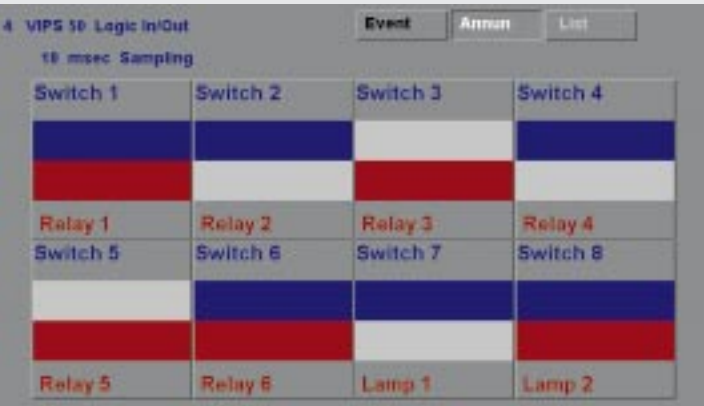 4 VIPS 50 Logic In/Out Event Annun List
10 msec Sampling
Switch 1 Switch 2 Switch 3 Switch 4
Relay 1 Relay 2 Relay 3 Relay 4
Switch 5 Switch 6 Switch 7 Switch 8
Relay 5 Relay 6 Lamp 1 Lamp 2